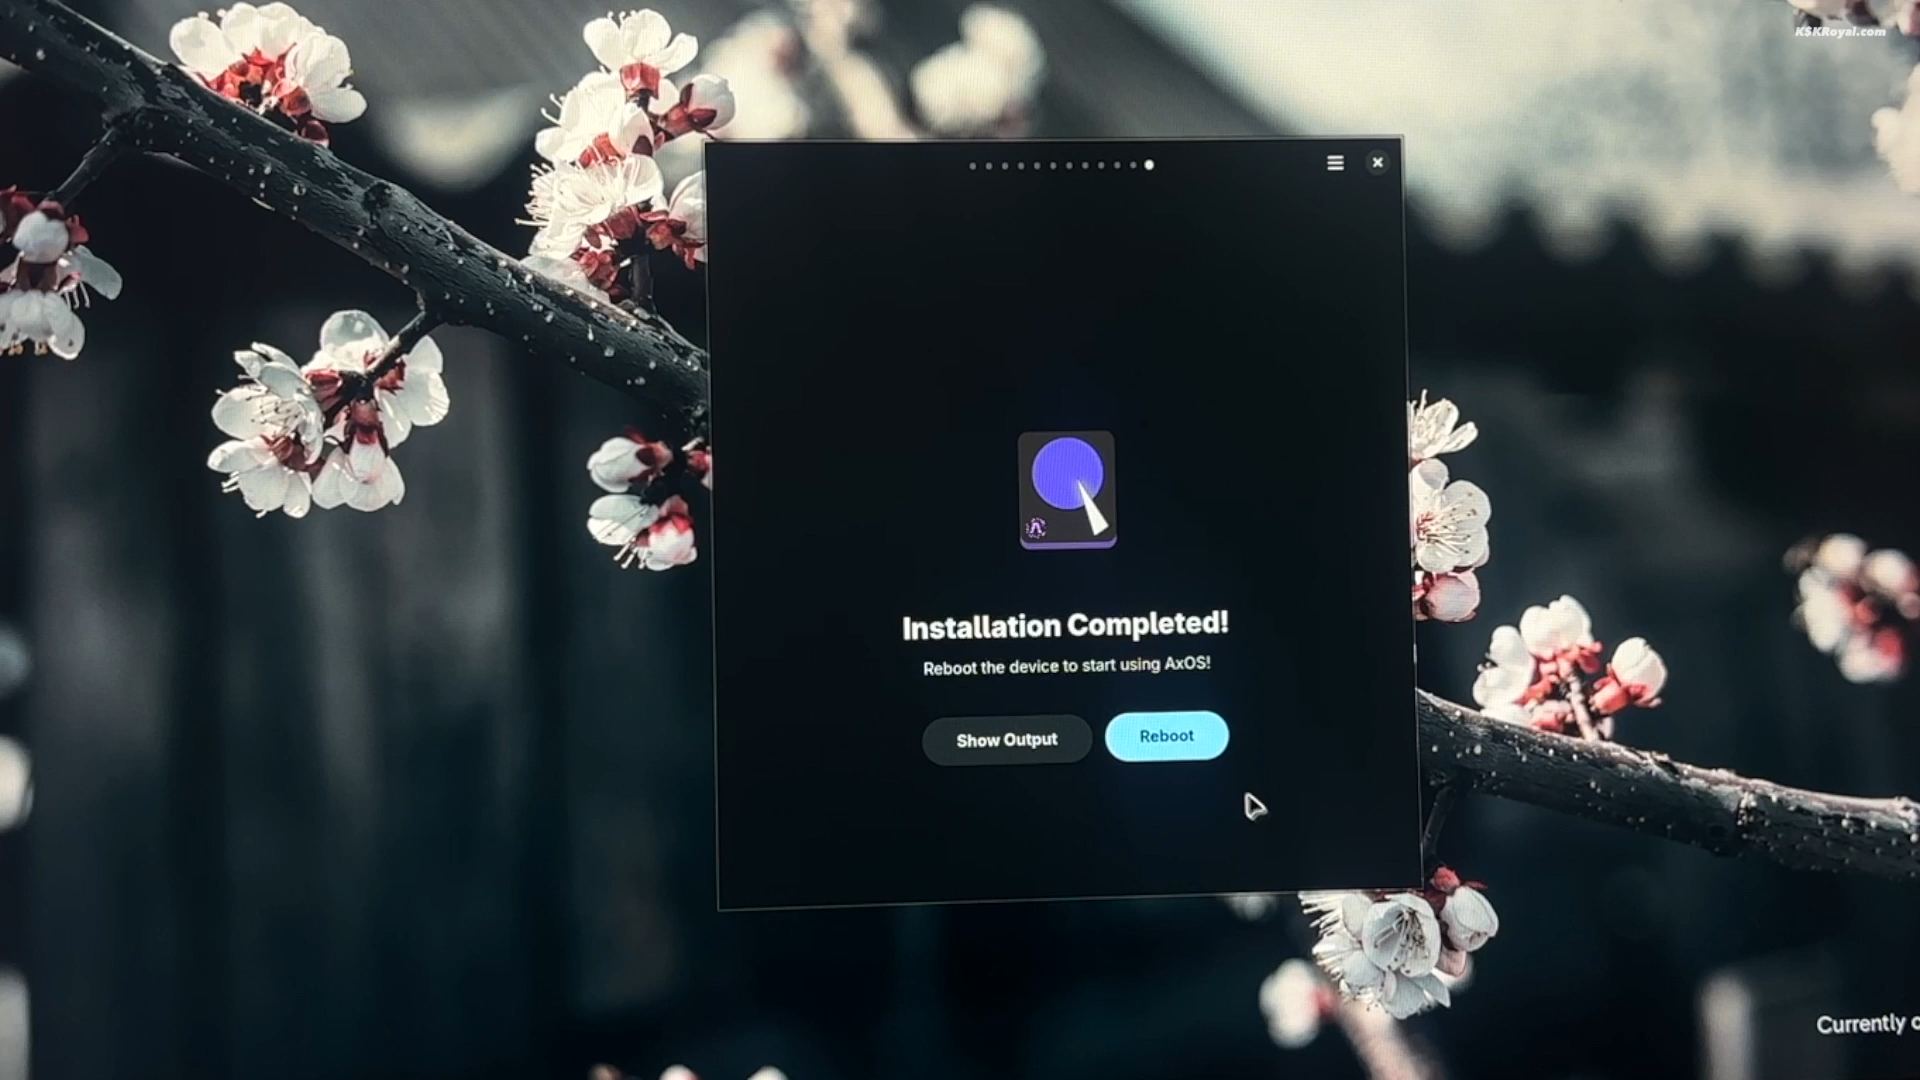 KSKRoyal.com
Installation Completed!
Reboot the device to start using AxOS!
Show Output
Reboot
Currently